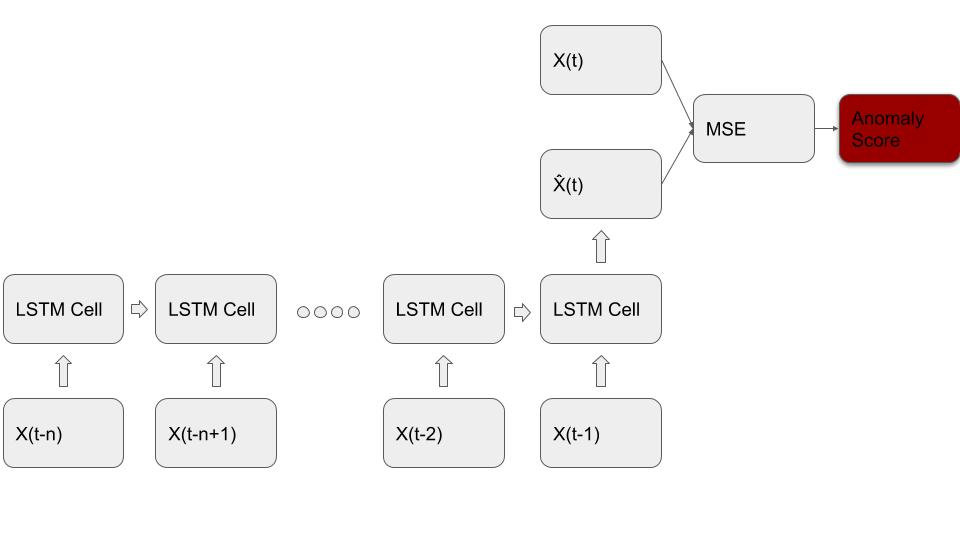 X(t)
MSE
Anomaly
Score
X̂(t)
LSTM Cell
LSTM Cell
LSTM Cell
LSTM Cell
X(t-n)
X(t-n+1)
X(t-2)
X(t-1)